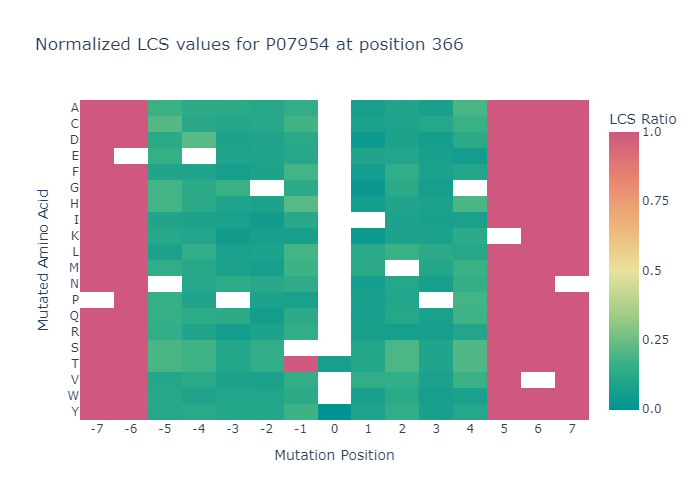 Normalized LCS values for P07954 at position 366
LCS Ratio
1.0
0.75
0.5
0.25
0.0
Mutated Amino Acid
A
C
D
E
F
G
H
I
K
L
M
N
P
Q
R
S
T
V
W
Y
-7 -6 -5 -4 -3 -2 -1 0 1 2 3 4 5 6 7
Mutation Position